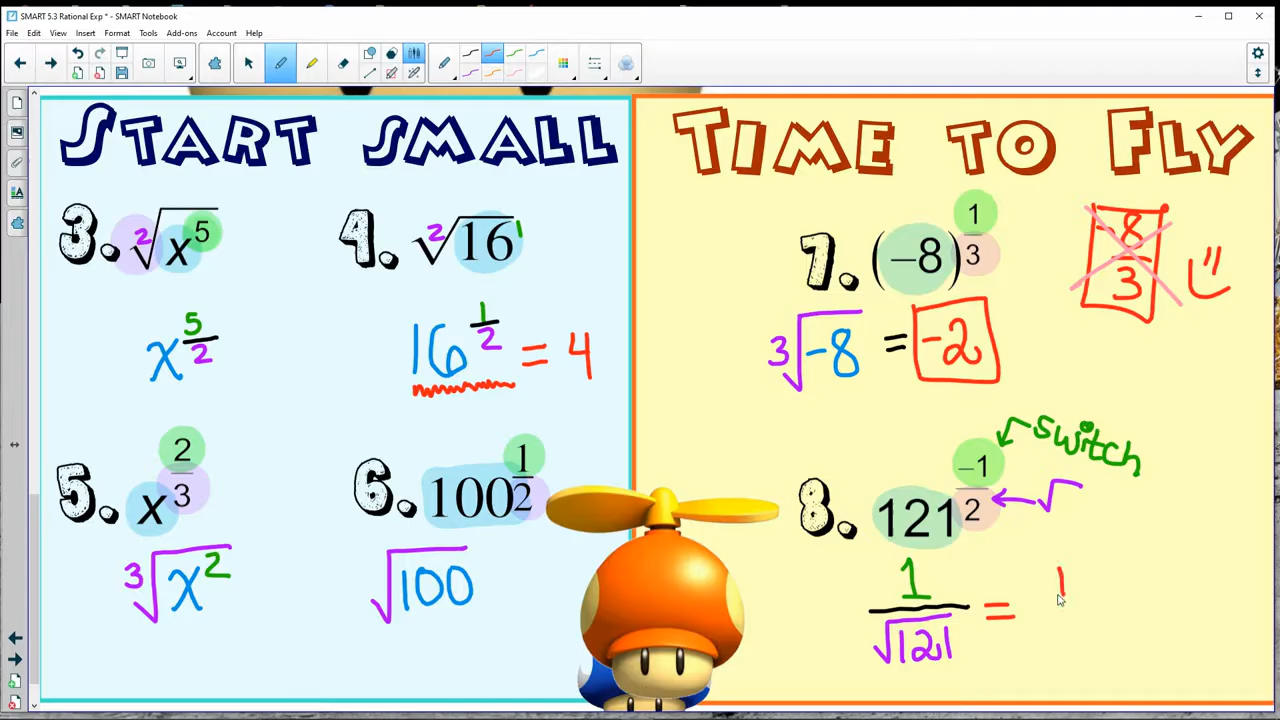 SMART 5.3 Rational Exp * - SMART Notebook
File Edit View Insert Format Tools Add-ons Account Help
START SMALL
3. ²√x⁵
x^(5/2)
4. ²√16¹
16^(1/2) = 4
5. x^(2/3)
³√x²
6. 100^(1/2)
√100
TIME TO FLY
7. (−8)^(1/3)
-8/3
³√-8 = -2
8. 121^(−1/2)
switch
√
1/√121 = 1